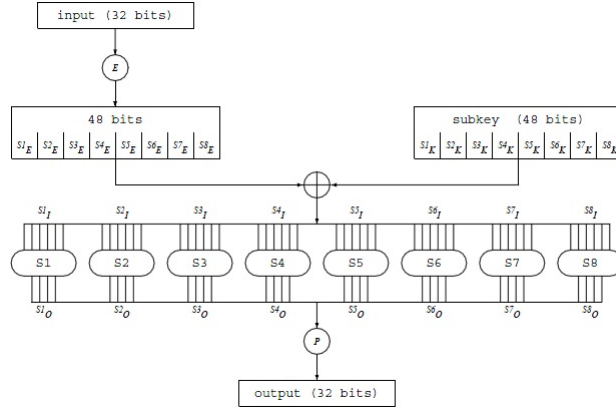 input (32 bits)
E
48 bits
S1E S2E S3E S4E S5E S6E S7E S8E
subkey (48 bits)
S1K S2K S3K S4K S5K S6K S7K S8K
S1I S2I S3I S4I S5I S6I S7I S8I
S1 S2 S3 S4 S5 S6 S7 S8
S1O S2O S3O S4O S5O S6O S7O S8O
P
output (32 bits)